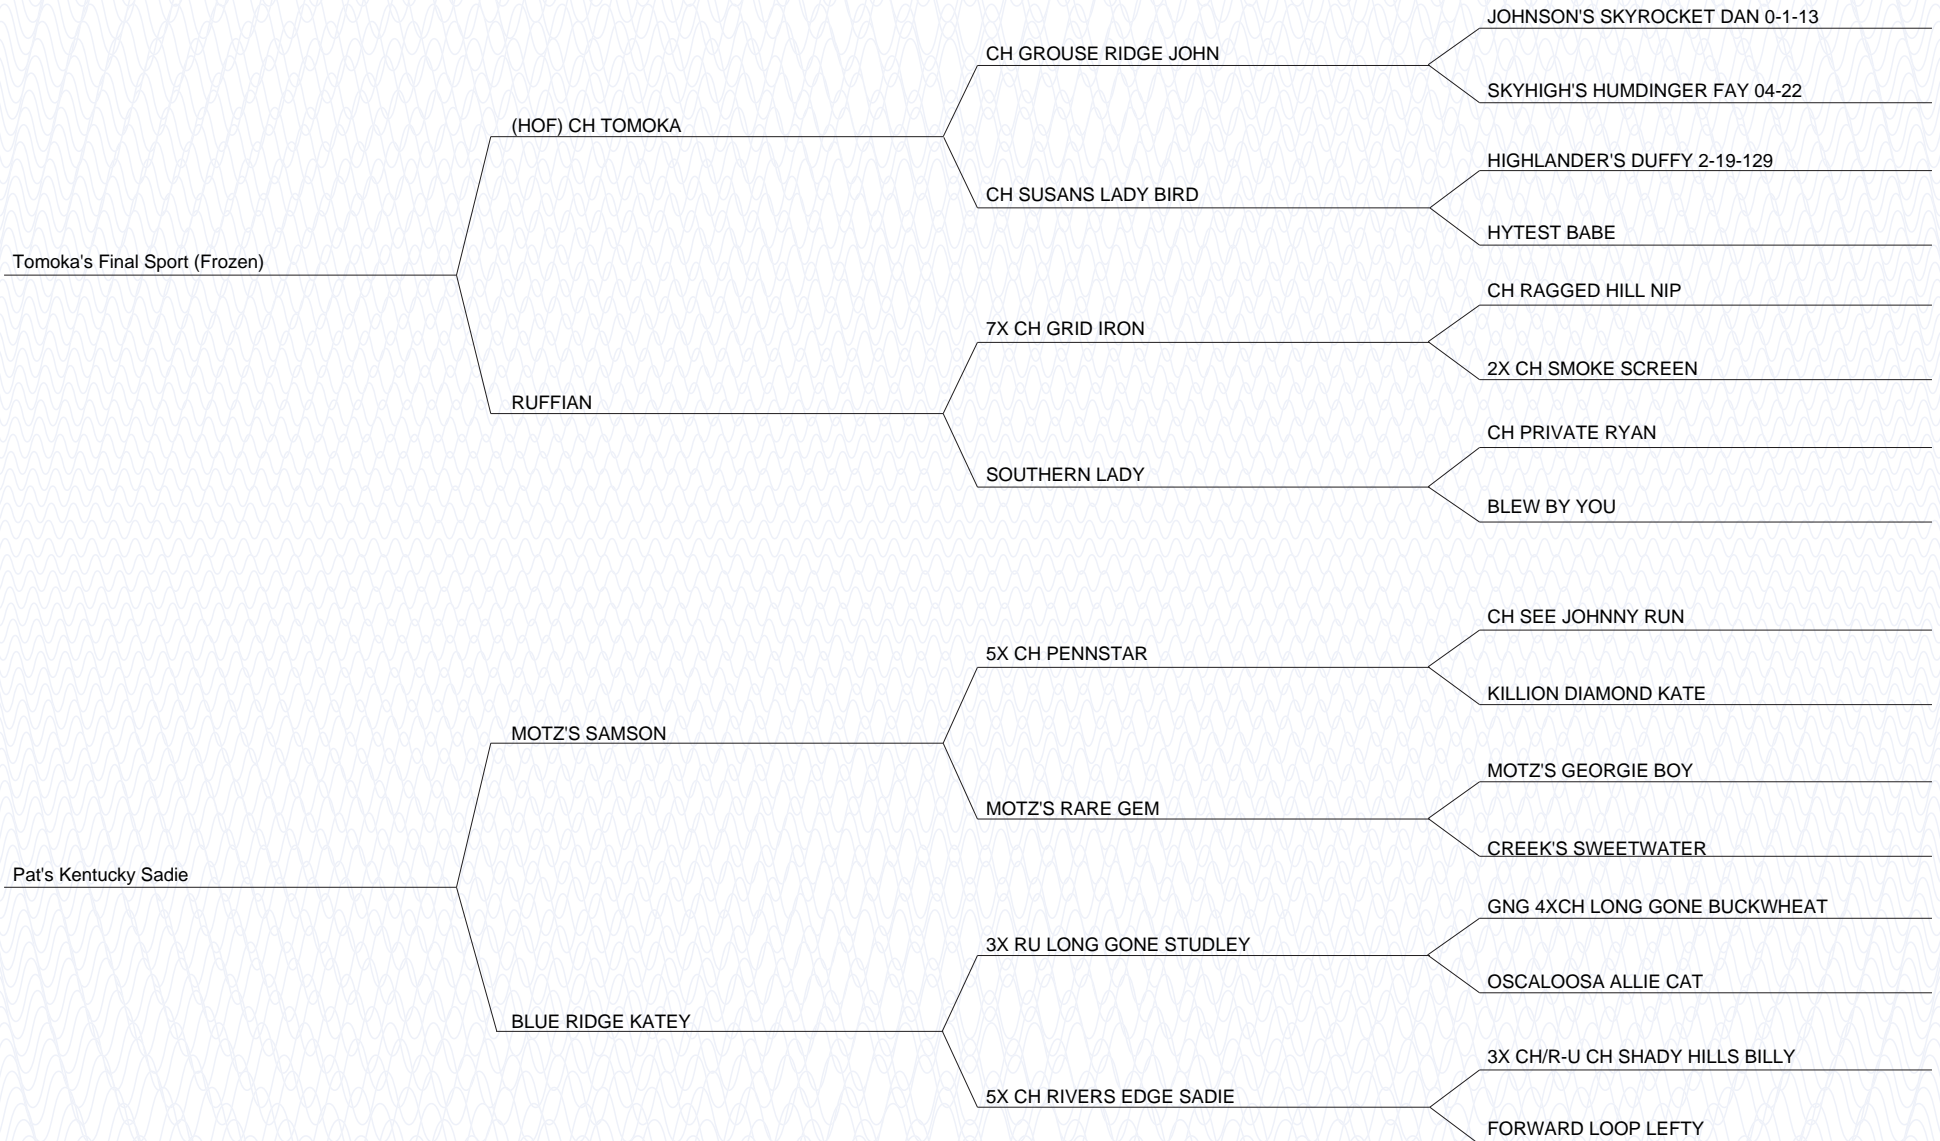 JOHNSON'S SKYROCKET DAN 0-1-13
CH GROUSE RIDGE JOHN
SKYHIGH'S HUMDINGER FAY 04-22
(HOF) CH TOMOKA
HIGHLANDER'S DUFFY 2-19-129
CH SUSANS LADY BIRD
HYTEST BABE
Tomoka's Final Sport (Frozen)
CH RAGGED HILL NIP
7X CH GRID IRON
2X CH SMOKE SCREEN
RUFFIAN
CH PRIVATE RYAN
SOUTHERN LADY
BLEW BY YOU
CH SEE JOHNNY RUN
5X CH PENNSTAR
KILLION DIAMOND KATE
MOTZ'S SAMSON
MOTZ'S GEORGIE BOY
MOTZ'S RARE GEM
CREEK'S SWEETWATER
Pat's Kentucky Sadie
GNG 4XCH LONG GONE BUCKWHEAT
3X RU LONG GONE STUDLEY
OSCALOOSA ALLIE CAT
BLUE RIDGE KATEY
3X CH/R-U CH SHADY HILLS BILLY
5X CH RIVERS EDGE SADIE
FORWARD LOOP LEFTY